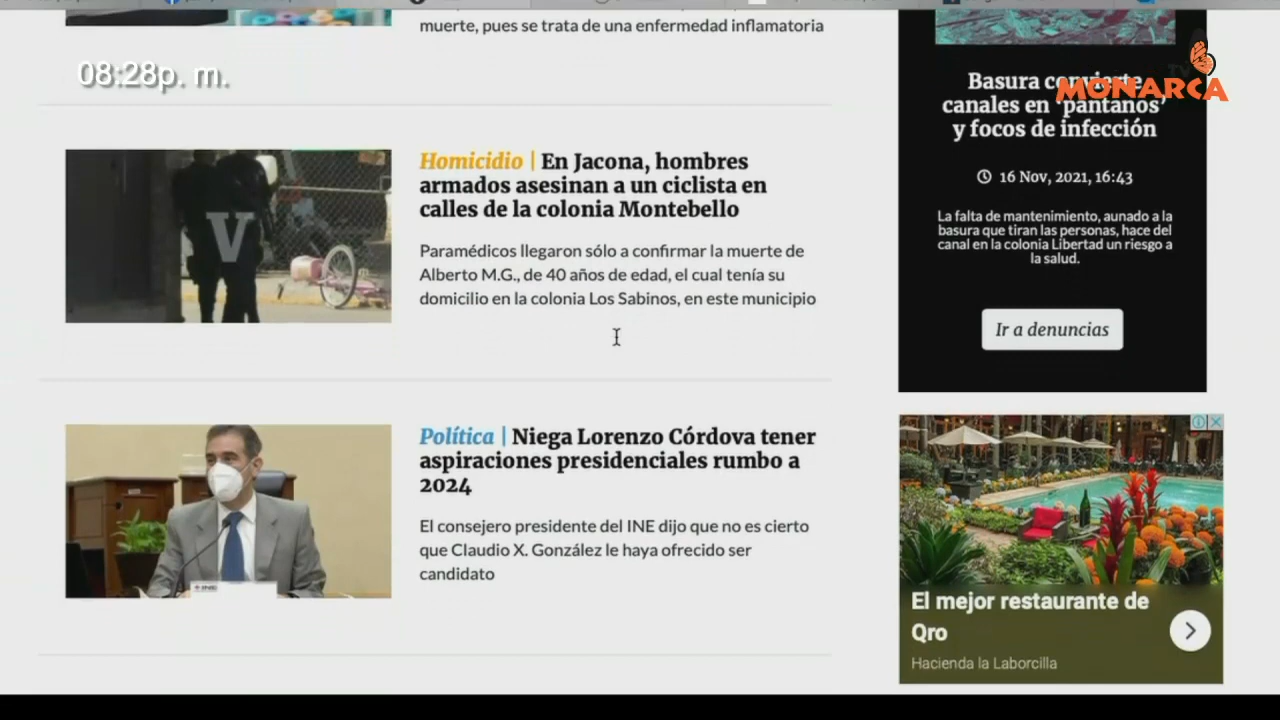 muerte, pues se trata de una enfermedad inflamatoria
08:28p. m.
Homicidio | En Jacona, hombres
armados asesinan a un ciclista en
calles de la colonia Montebello
Paramédicos llegaron sólo a confirmar la muerte de
Alberto M.G., de 40 años de edad, el cual tenía su
domicilio en la colonia Los Sabinos, en este municipio
V
Política | Niega Lorenzo Córdova tener
aspiraciones presidenciales rumbo a
2024
El consejero presidente del INE dijo que no es cierto
que Claudio X. González le haya ofrecido ser
candidato
MONARCA
Basura convierte
canales en ‘pantanos’
y focos de infección
16 Nov, 2021, 16:43
La falta de mantenimiento, aunado a la
basura que tiran las personas, hace del
canal en la colonia Libertad un riesgo a
la salud.
Ir a denuncias
El mejor restaurante de
Qro
Hacienda la Laborcilla